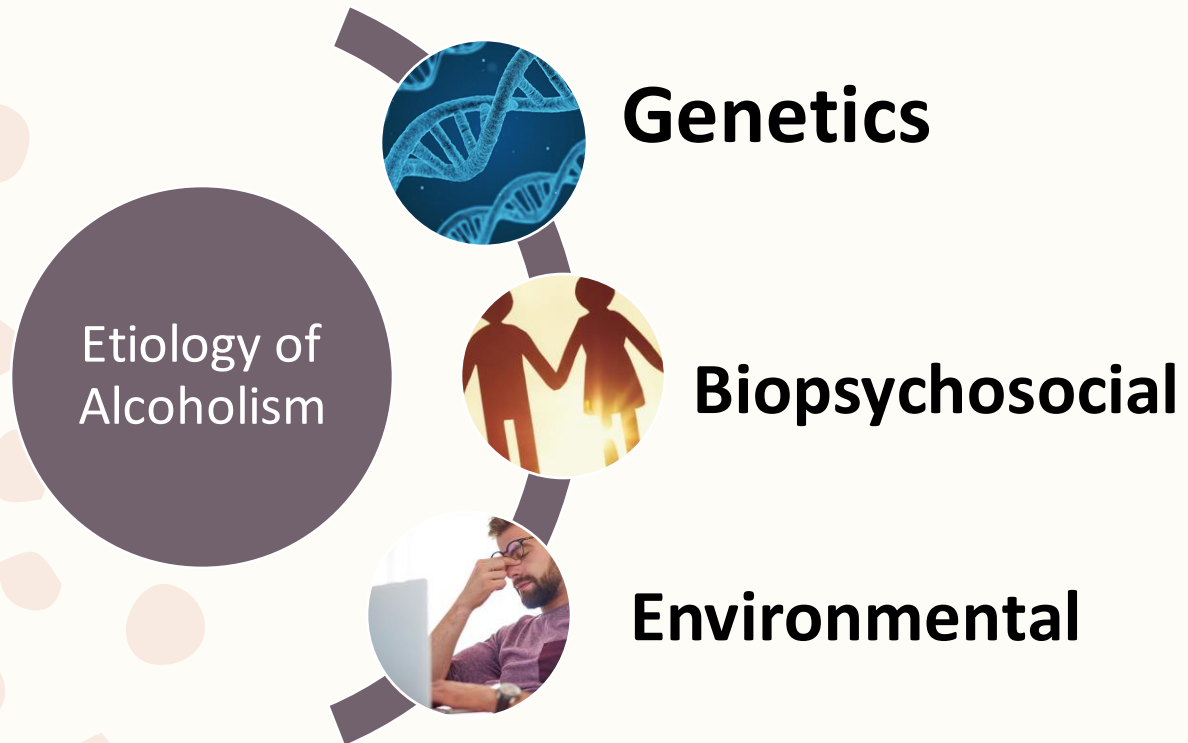 Genetics
Etiology of
Alcoholism
Biopsychosocial
Environmental